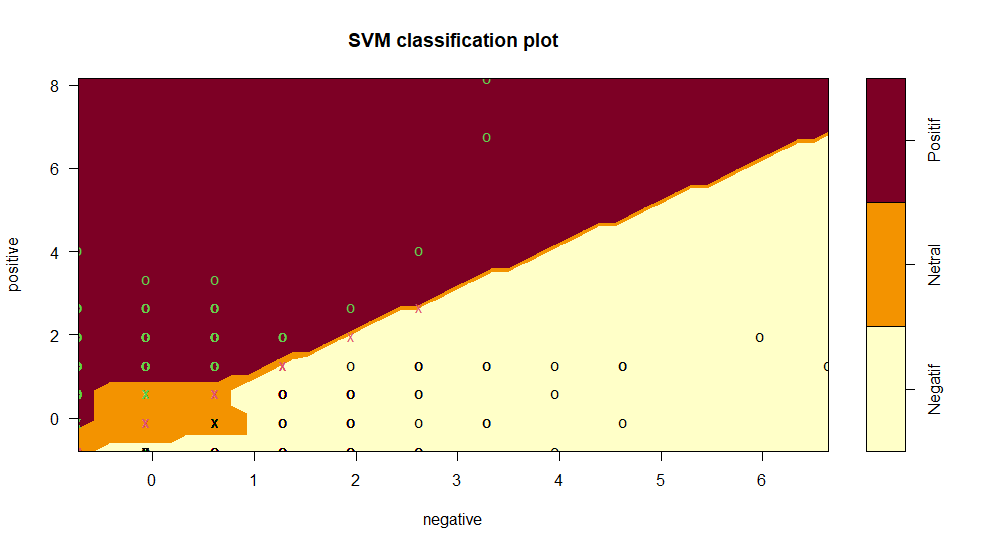 SVM classification plot
8
6
4
2
0
positive
0 1 2 3 4 5 6
negative
Positif
Netral
Negatif